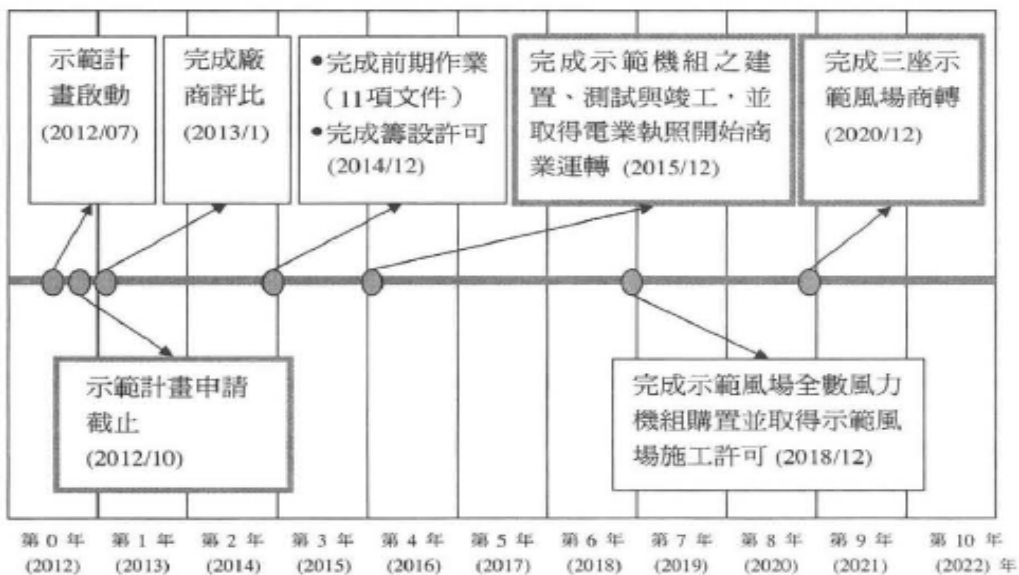 示範計
畫啟動
(2012/07)
完成廠
商評比
(2013/1)
●完成前期作業
（11項文件）
●完成籌設許可
(2014/12)
完成示範機組之建
置、測試與竣工，並
取得電業執照開始商
業運轉 (2015/12)
完成三座示
範風場商轉
(2020/12)
示範計畫申請
截止
(2012/10)
完成示範風場全數風力
機組購置並取得示範風
場施工許可 (2018/12)
第 0 年 第 1 年 第 2 年 第 3 年 第 4 年 第 5 年 第 6 年 第 7 年 第 8 年 第 9 年 第 10 年
(2012) (2013) (2014) (2015) (2016) (2017) (2018) (2019) (2020) (2021) (2022) 年